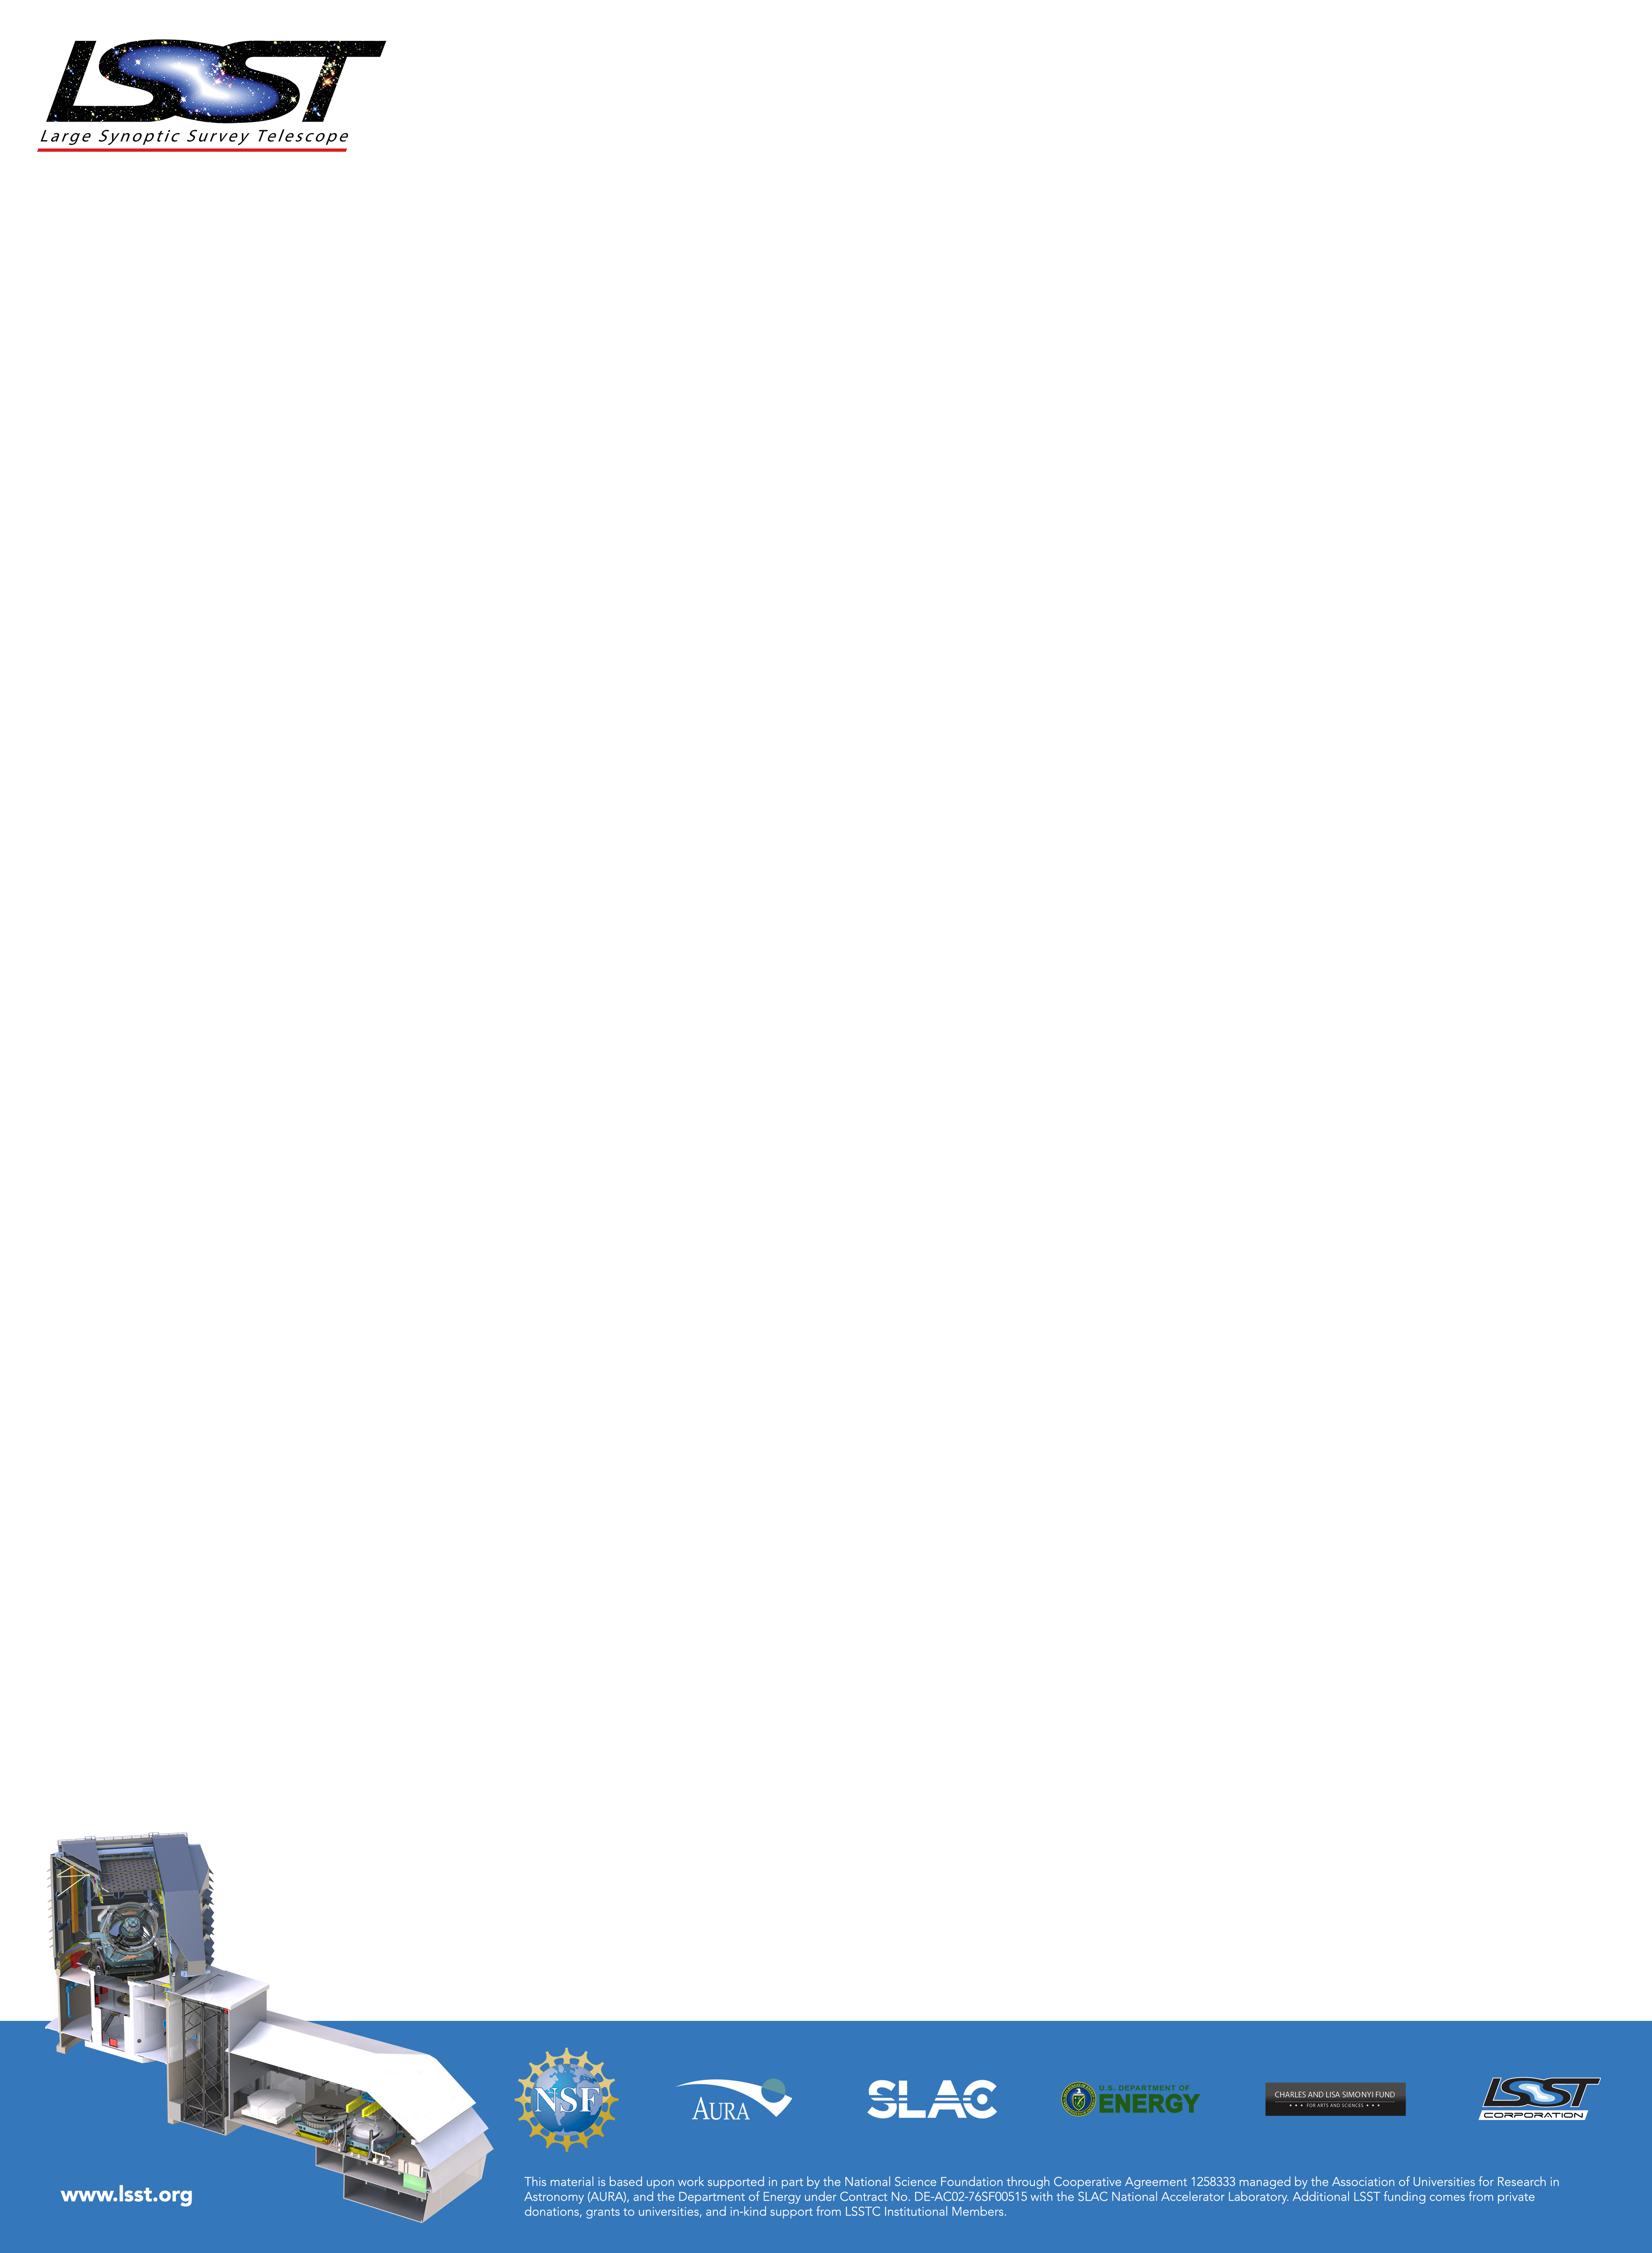 LSST
Large Synoptic Survey Telescope
NSF
AURA
SLAC
U.S. DEPARTMENT OF
ENERGY
CHARLES AND LISA SIMONYI FUND
• • • FOR ARTS AND SCIENCES • • •
LSST
CORPORATION
This material is based upon work supported in part by the National Science Foundation through Cooperative Agreement 1258333 managed by the Association of Universities for Research in
Astronomy (AURA), and the Department of Energy under Contract No. DE-AC02-76SF00515 with the SLAC National Accelerator Laboratory. Additional LSST funding comes from private
donations, grants to universities, and in-kind support from LSSTC Institutional Members.
www.lsst.org